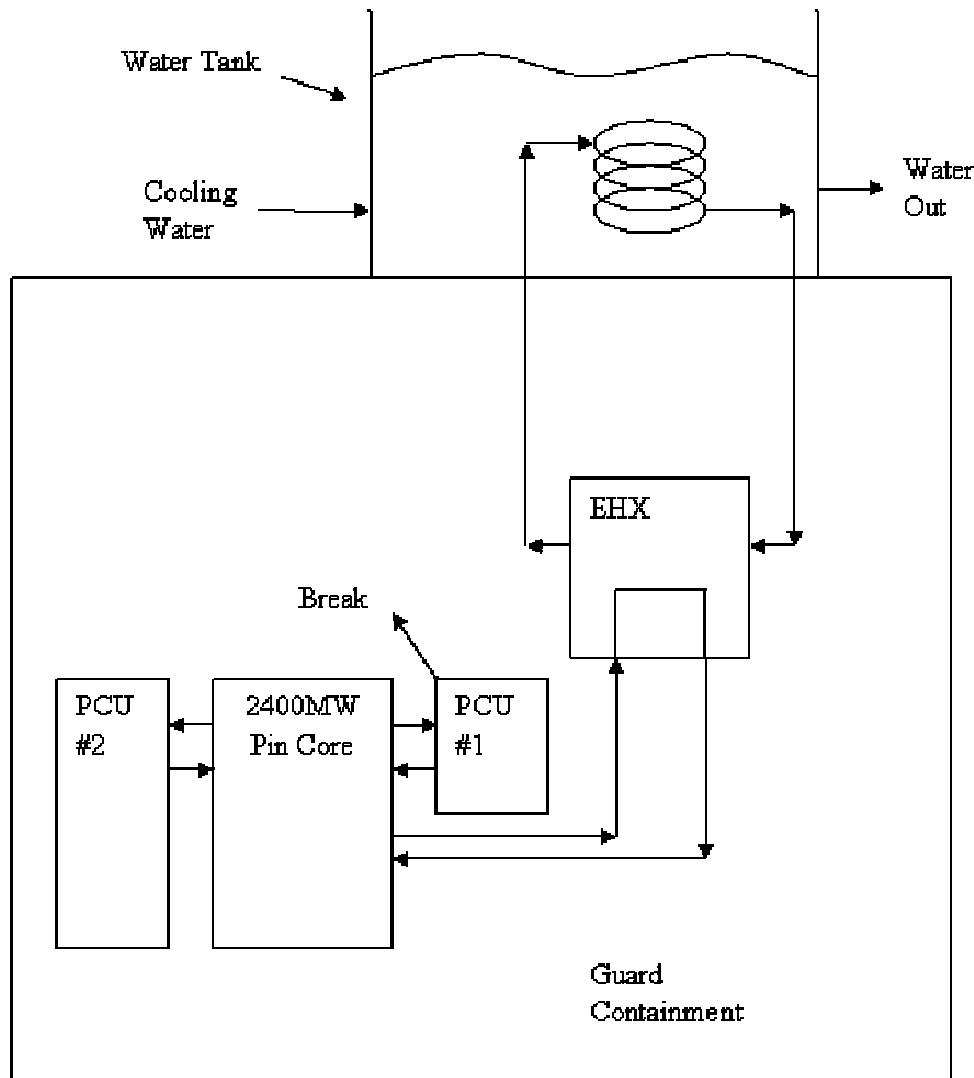 Water Tank
Cooling
Water
Water
Out
EHX
Break
PCU
#2
2400MW
Pin Core
PCU
#1
Guard
Containment